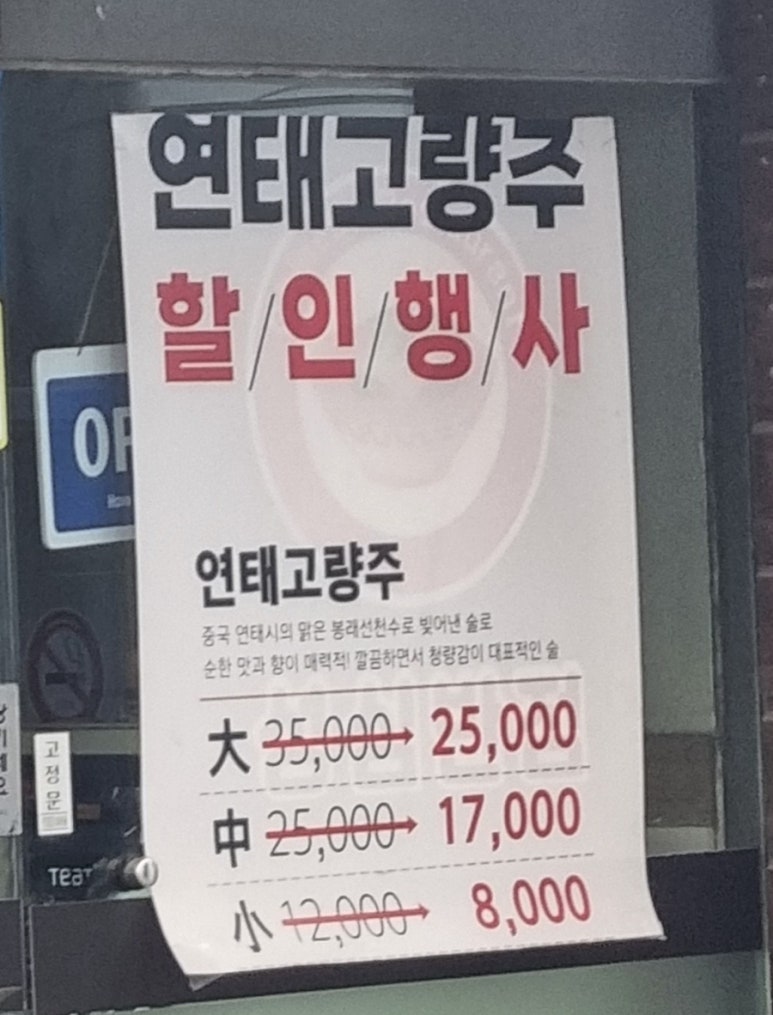 연태고량주
할/인/행/사
연태고량주
중국 연태시의 맑은 봉래선천수로 빚어낸 술로
순한 맛과 향이 매력적! 깔끔하면서 청량감이 대표적인 술
大 35,000 → 25,000
中 25,000 → 17,000
小 12,000 → 8,000
고정문